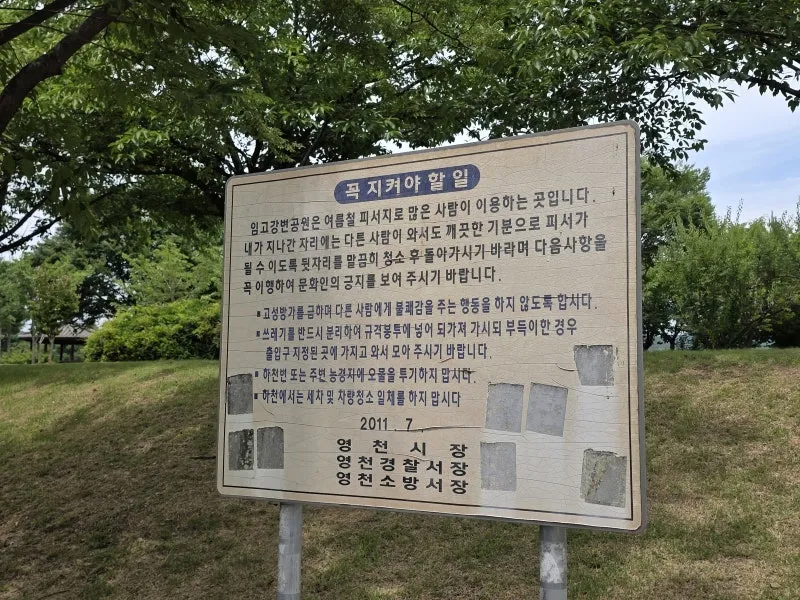 꼭 지켜야 할 일
임고강변공원은 여름철 피서지로 많은 사람이 이용하는 곳입니다.
내가 지나간 자리에는 다른 사람이 와서도 깨끗한 기분으로 피서가
될 수 있도록 뒷자리를 말끔히 청소 후 돌아가시기 바라며 다음사항을
꼭 이행하여 문화인의 긍지를 보여 주시기 바랍니다.
▪ 고성방가를 금하며 다른 사람에게 불쾌감을 주는 행동을 하지 않도록 합시다.
▪ 쓰레기를 반드시 분리하여 규격봉투에 넣어 되가져 가시되 부득이한 경우
출입구 지정된 곳에 가지고 와서 모아 주시기 바랍니다.
▪ 하천변 또는 주변 농경지에 오물을 투기하지 맙시다.
▪ 하천에서는 세차 및 차량청소 일체를 하지 맙시다
2011 . 7 .
영천시장
영천경찰서장
영천소방서장